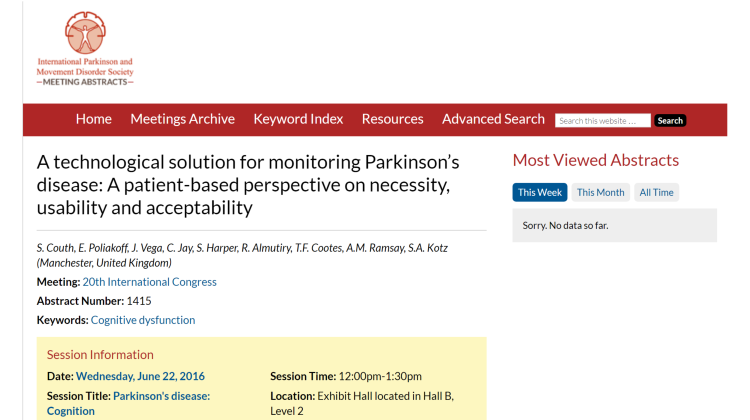 International Parkinson and
Movement Disorder Society
—MEETING ABSTRACTS—
Home Meetings Archive Keyword Index Resources Advanced Search Search this website … Search
A technological solution for monitoring Parkinson’s
disease: A patient-based perspective on necessity,
usability and acceptability
S. Couth, E. Poliakoff, J. Vega, C. Jay, S. Harper, R. Almutiry, T.F. Cootes, A.M. Ramsay, S.A. Kotz
(Manchester, United Kingdom)
Meeting: 20th International Congress
Abstract Number: 1415
Keywords: Cognitive dysfunction
Session Information
Date: Wednesday, June 22, 2016
Session Title: Parkinson's disease:
Cognition
Session Time: 12:00pm-1:30pm
Location: Exhibit Hall located in Hall B,
Level 2
Most Viewed Abstracts
This Week This Month All Time
Sorry. No data so far.